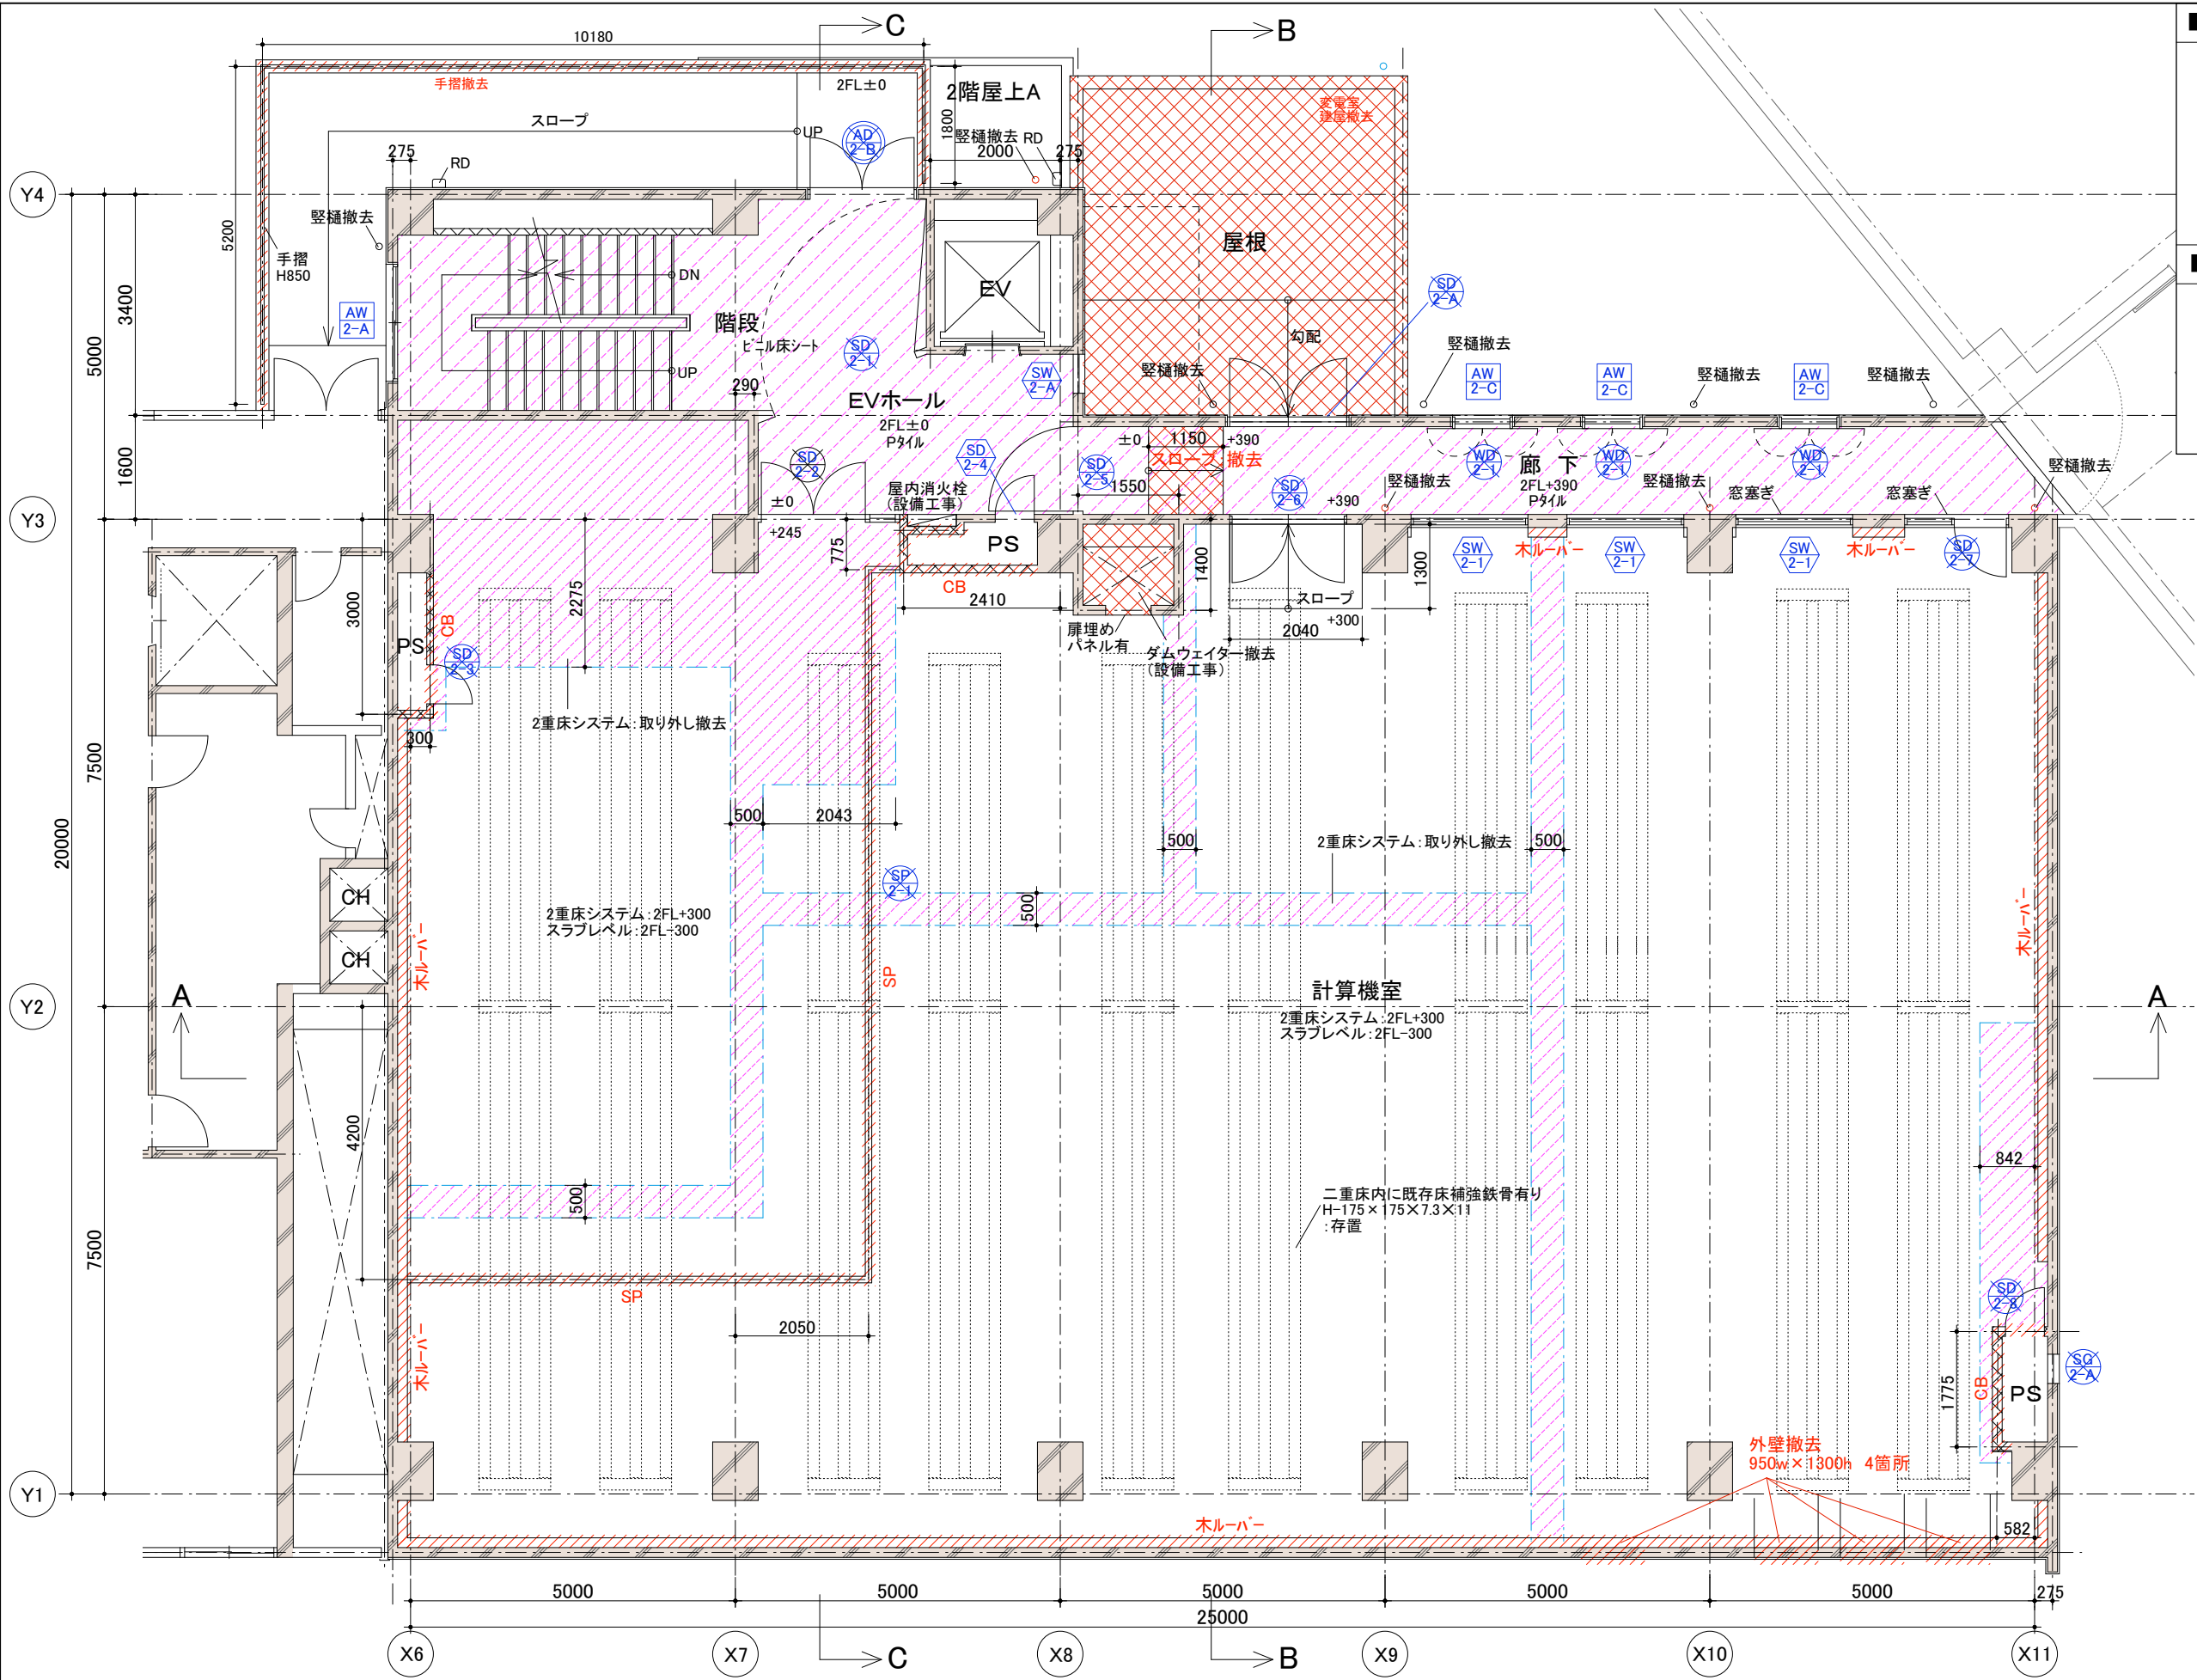 10180
C
B
手摺撤去
2FL±0
2階屋上A
変電室
建屋撤去
スロープ
UP
AD
2-B
1800
竪樋撤去 RD
275
RD
2000
275
Y4
竪樋撤去
5200
手摺
H850
屋根
3400
DN
EV
SD
2-A
AW
2-A
階段
ビニール床シート
SD
2-1
勾配
竪樋撤去
5000
UP
SW
2-A
竪樋撤去
AW
2-C
AW
2-C
竪樋撤去
AW
2-C
竪樋撤去
290
EVホール
2FL±0
Pタイル
1600
SD
2-2
SD
2-4
SD
2-5
±0
1150
+390
スロープ 撤去
WD
2-1
廊 下
2FL+390
Pタイル
WD
2-1
WD
2-1
竪樋撤去
屋内消火栓
(設備工事)
1550
SD
2-6
+390
竪樋撤去
竪樋撤去
窓塞ぎ
窓塞ぎ
±0
+245
Y3
775
PS
1400
1300
SW
2-1
木ルーバー
SW
2-1
SW
2-1
木ルーバー
SD
2-7
3000
2275
CB
2410
スロープ
+300
2040
PS
CB
SD
2-3
扉埋め
パネル有
ダムウェイター撤去
(設備工事)
2重床システム:取り外し撤去
300
7500
20000
500
2043
500
2重床システム:取り外し撤去
500
SP
2-1
CH
2重床システム:2FL+300
スラブレベル:2FL-300
500
木ルーバー
木ルーバー
CH
SP
A
計算機室
2重床システム:2FL+300
スラブレベル:2FL-300
A
Y2
4200
842
500
二重床内に既存床補強鉄骨有り
H-175×175×7.3×11
:存置
7500
SP
SD
2-8
2050
木ルーバー
SG
2-A
1775
CB
PS
外壁撤去
950w×1300h 4箇所
Y1
木ルーバー
582
5000
5000
5000
5000
5000
275
25000
X6
X7
C
X8
B
X9
X10
X11